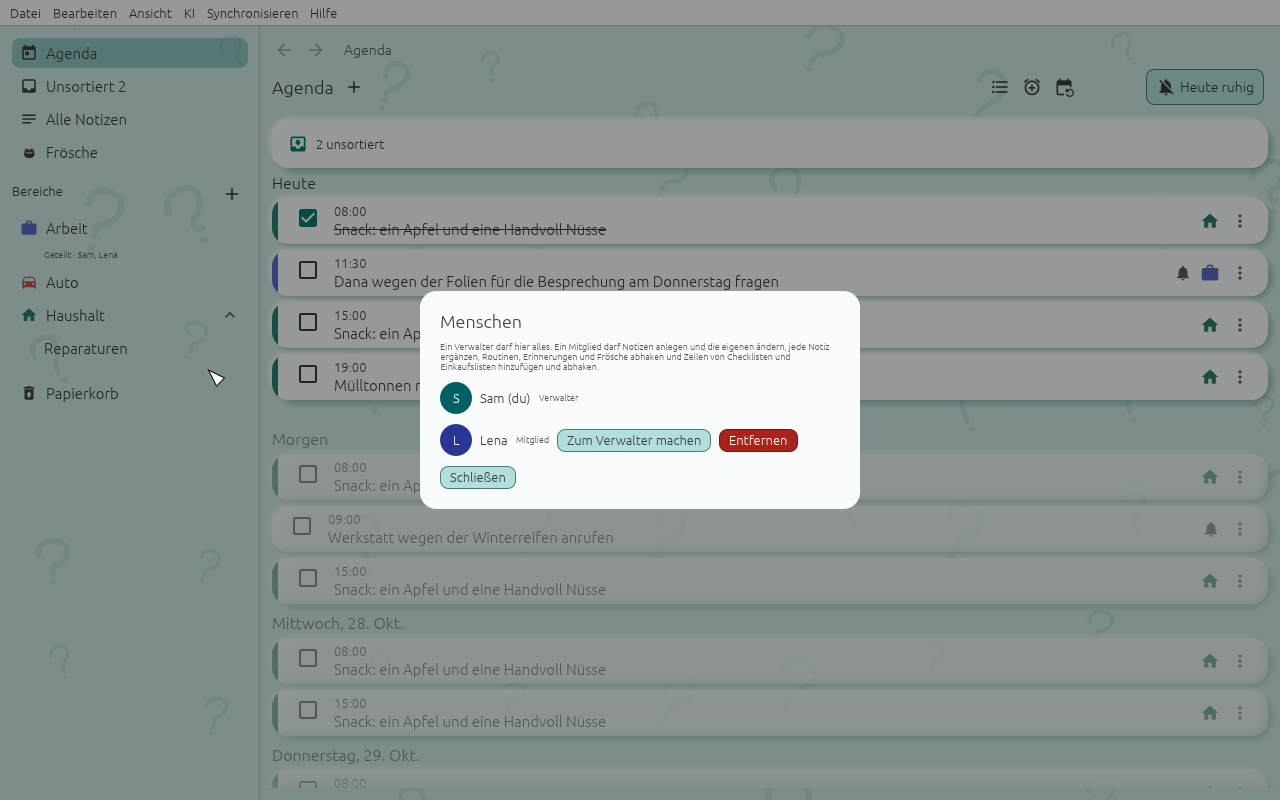 Datei Bearbeiten Ansicht KI Synchronisieren Hilfe
Agenda
Unsortiert 2
Alle Notizen
Frösche
Bereiche
Arbeit
Geteilt · Sam, Lena
Auto
Haushalt
Reparaturen
Papierkorb
Agenda
Agenda
Heute ruhig
2 unsortiert
Heute
08:00
Snack: ein Apfel und eine Handvoll Nüsse
11:30
Dana wegen der Folien für die Besprechung am Donnerstag fragen
15:00
Snack: ein Ap
19:00
Mülltonnen
Menschen
Ein Verwalter darf hier alles. Ein Mitglied darf Notizen anlegen und die eigenen ändern, jede Notiz
ergänzen, Routinen, Erinnerungen und Frösche abhaken und Zeilen von Checklisten und
Einkaufslisten hinzufügen und abhaken.
S Sam (du) Verwalter
L Lena Mitglied Zum Verwalter machen Entfernen
Schließen
Morgen
08:00
Snack: ein Ap
09:00
Werkstatt wegen der Winterreifen anrufen
15:00
Snack: ein Apfel und eine Handvoll Nüsse
Mittwoch, 28. Okt.
08:00
Snack: ein Apfel und eine Handvoll Nüsse
15:00
Snack: ein Apfel und eine Handvoll Nüsse
Donnerstag, 29. Okt.
08:00